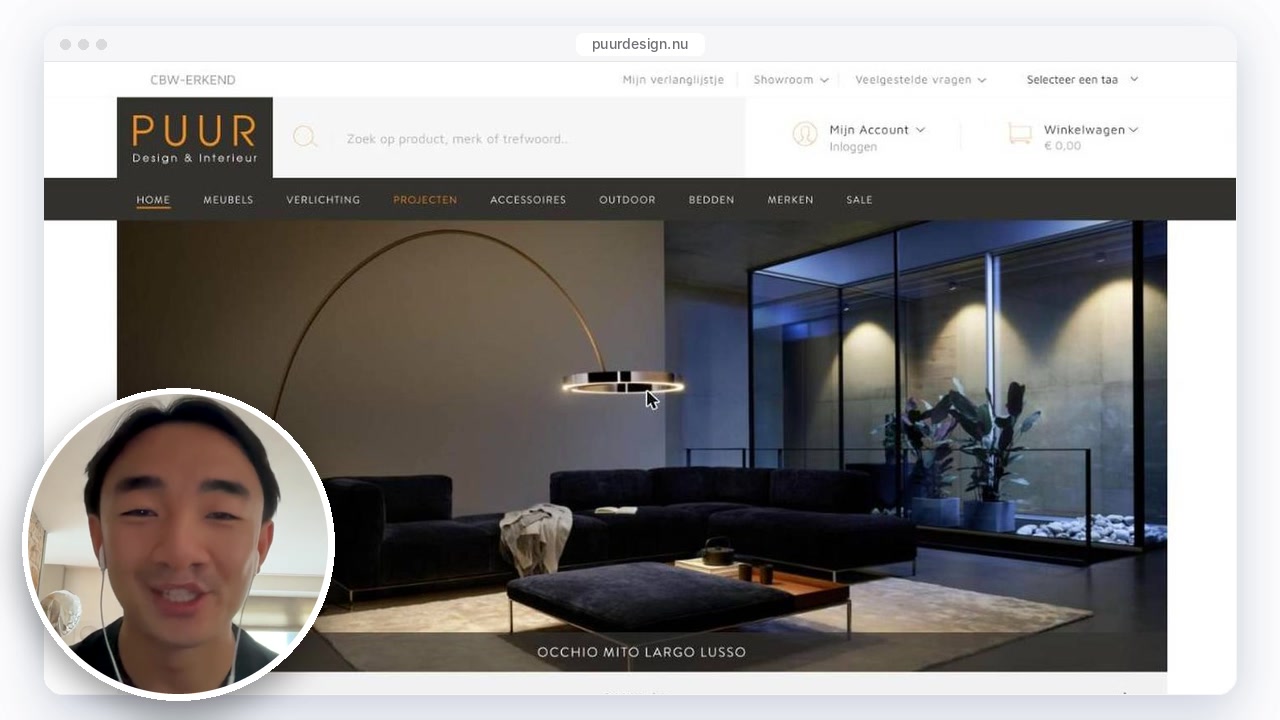 puurdesign.nu
CBW-ERKEND
Mijn verlanglijstje
Showroom
Veelgestelde vragen
Selecteer een taa
PUUR
Design & Interieur
Zoek op product, merk of trefwoord...
Mijn Account
Inloggen
Winkelwagen
€ 0,00
HOME MEUBELS VERLICHTING PROJECTEN ACCESSOIRES OUTDOOR BEDDEN MERKEN SALE
OCCHIO MITO LARGO LUSSO